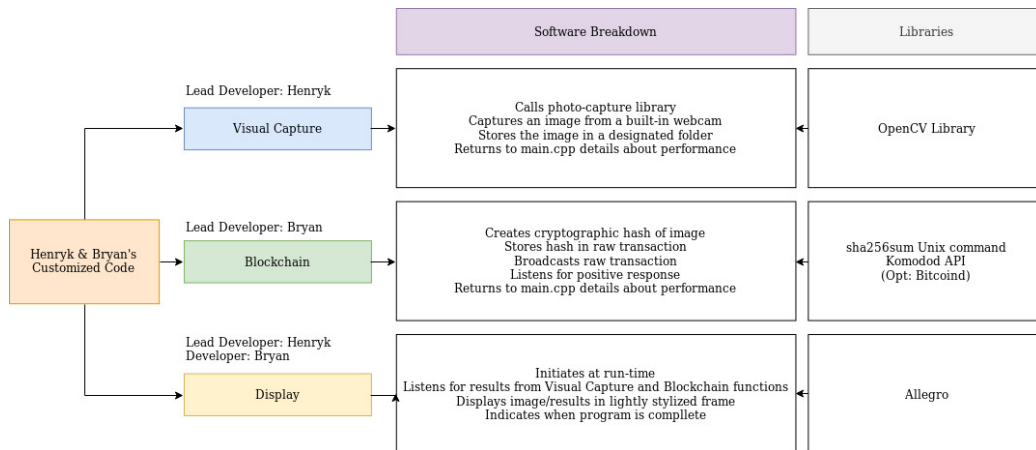 Software Breakdown
Libraries
Lead Developer: Henryk
Visual Capture
Calls photo-capture library
Captures an image from a built-in webcam
Stores the image in a designated folder
Returns to main.cpp details about performance
OpenCV Library
Henryk & Bryan's
Customized Code
Lead Developer: Bryan
Blockchain
Creates cryptographic hash of image
Stores hash in raw transaction
Broadcasts raw transaction
Listens for positive response
Returns to main.cpp details about performance
sha256sum Unix command
Komodod API
(Opt: Bitcoind)
Lead Developer: Henryk
Developer: Bryan
Display
Initiates at run-time
Listens for results from Visual Capture and Blockchain functions
Displays image/results in lightly stylized frame
Indicates when program is compllete
Allegro